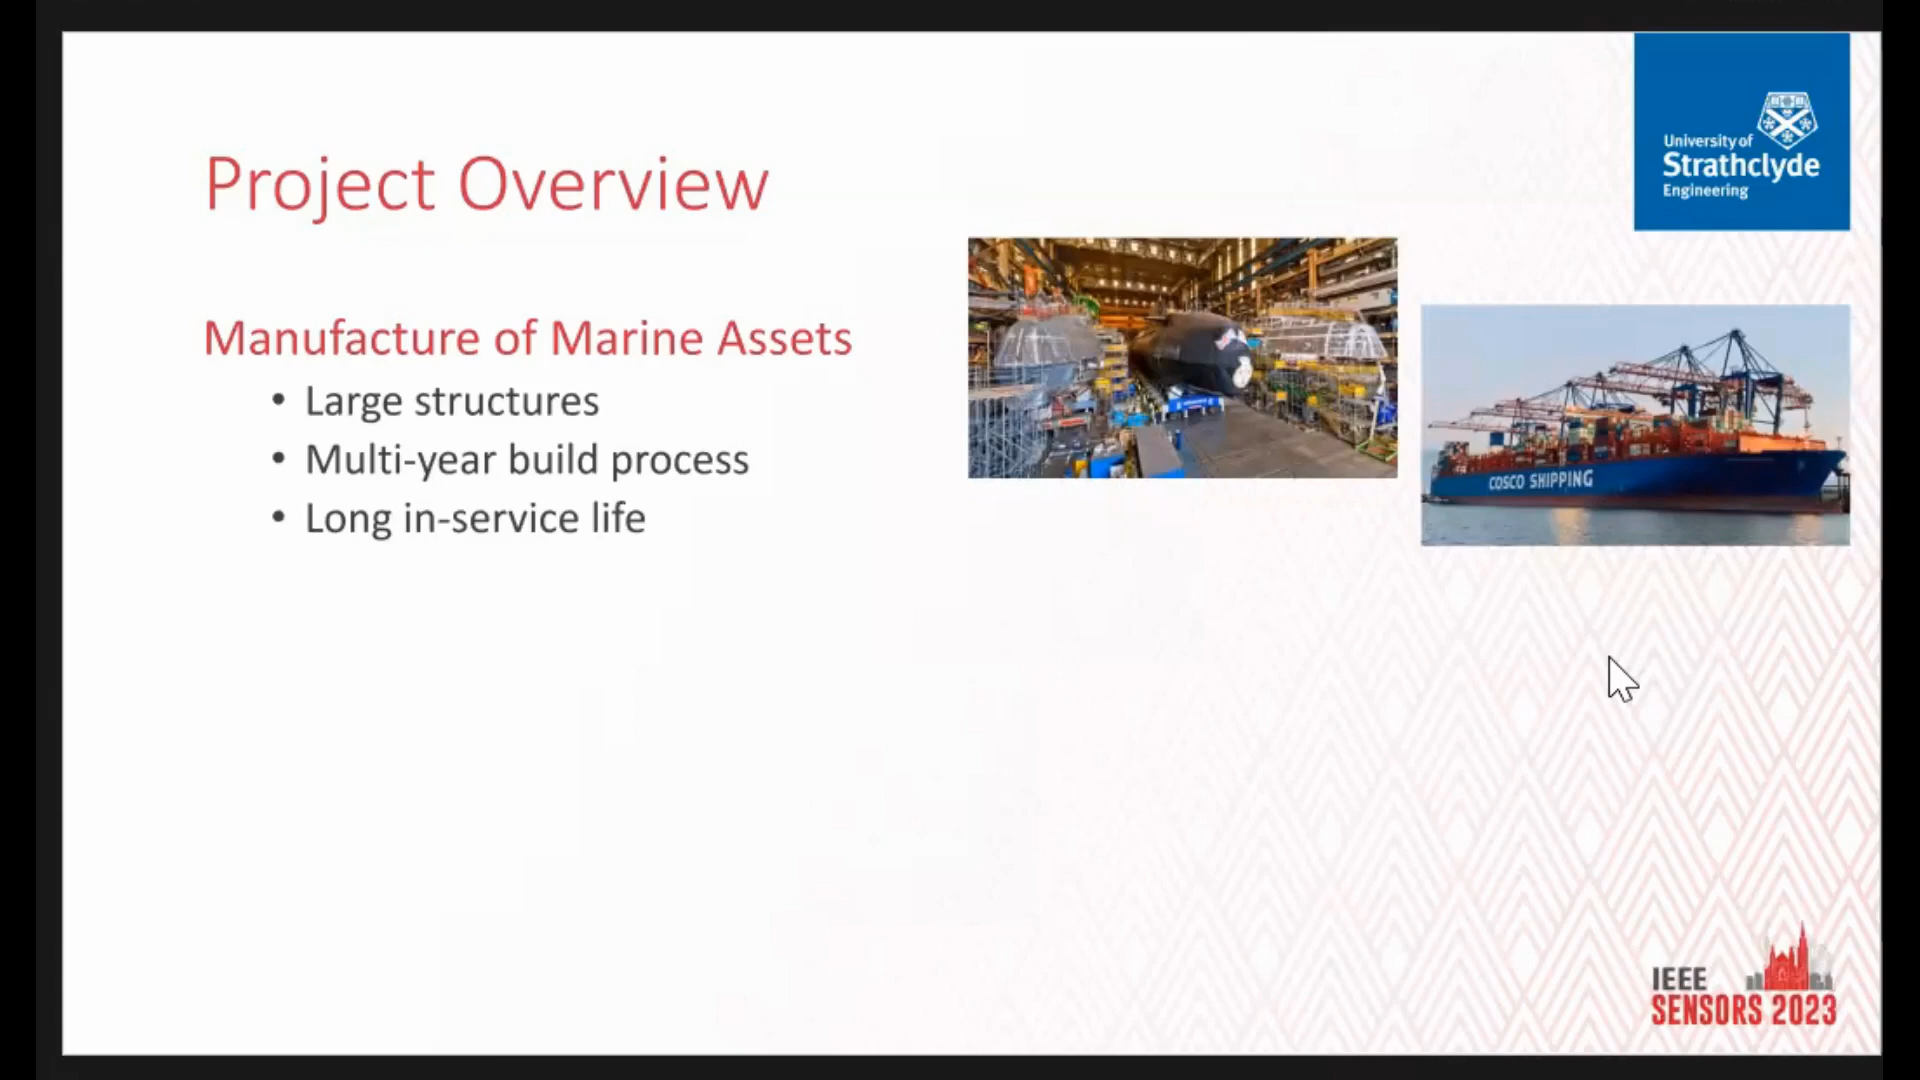 University of
Strathclyde
Engineering
Project Overview
Manufacture of Marine Assets
• Large structures
• Multi-year build process
• Long in-service life
COSCO SHIPPING
IEEE
SENSORS 2023